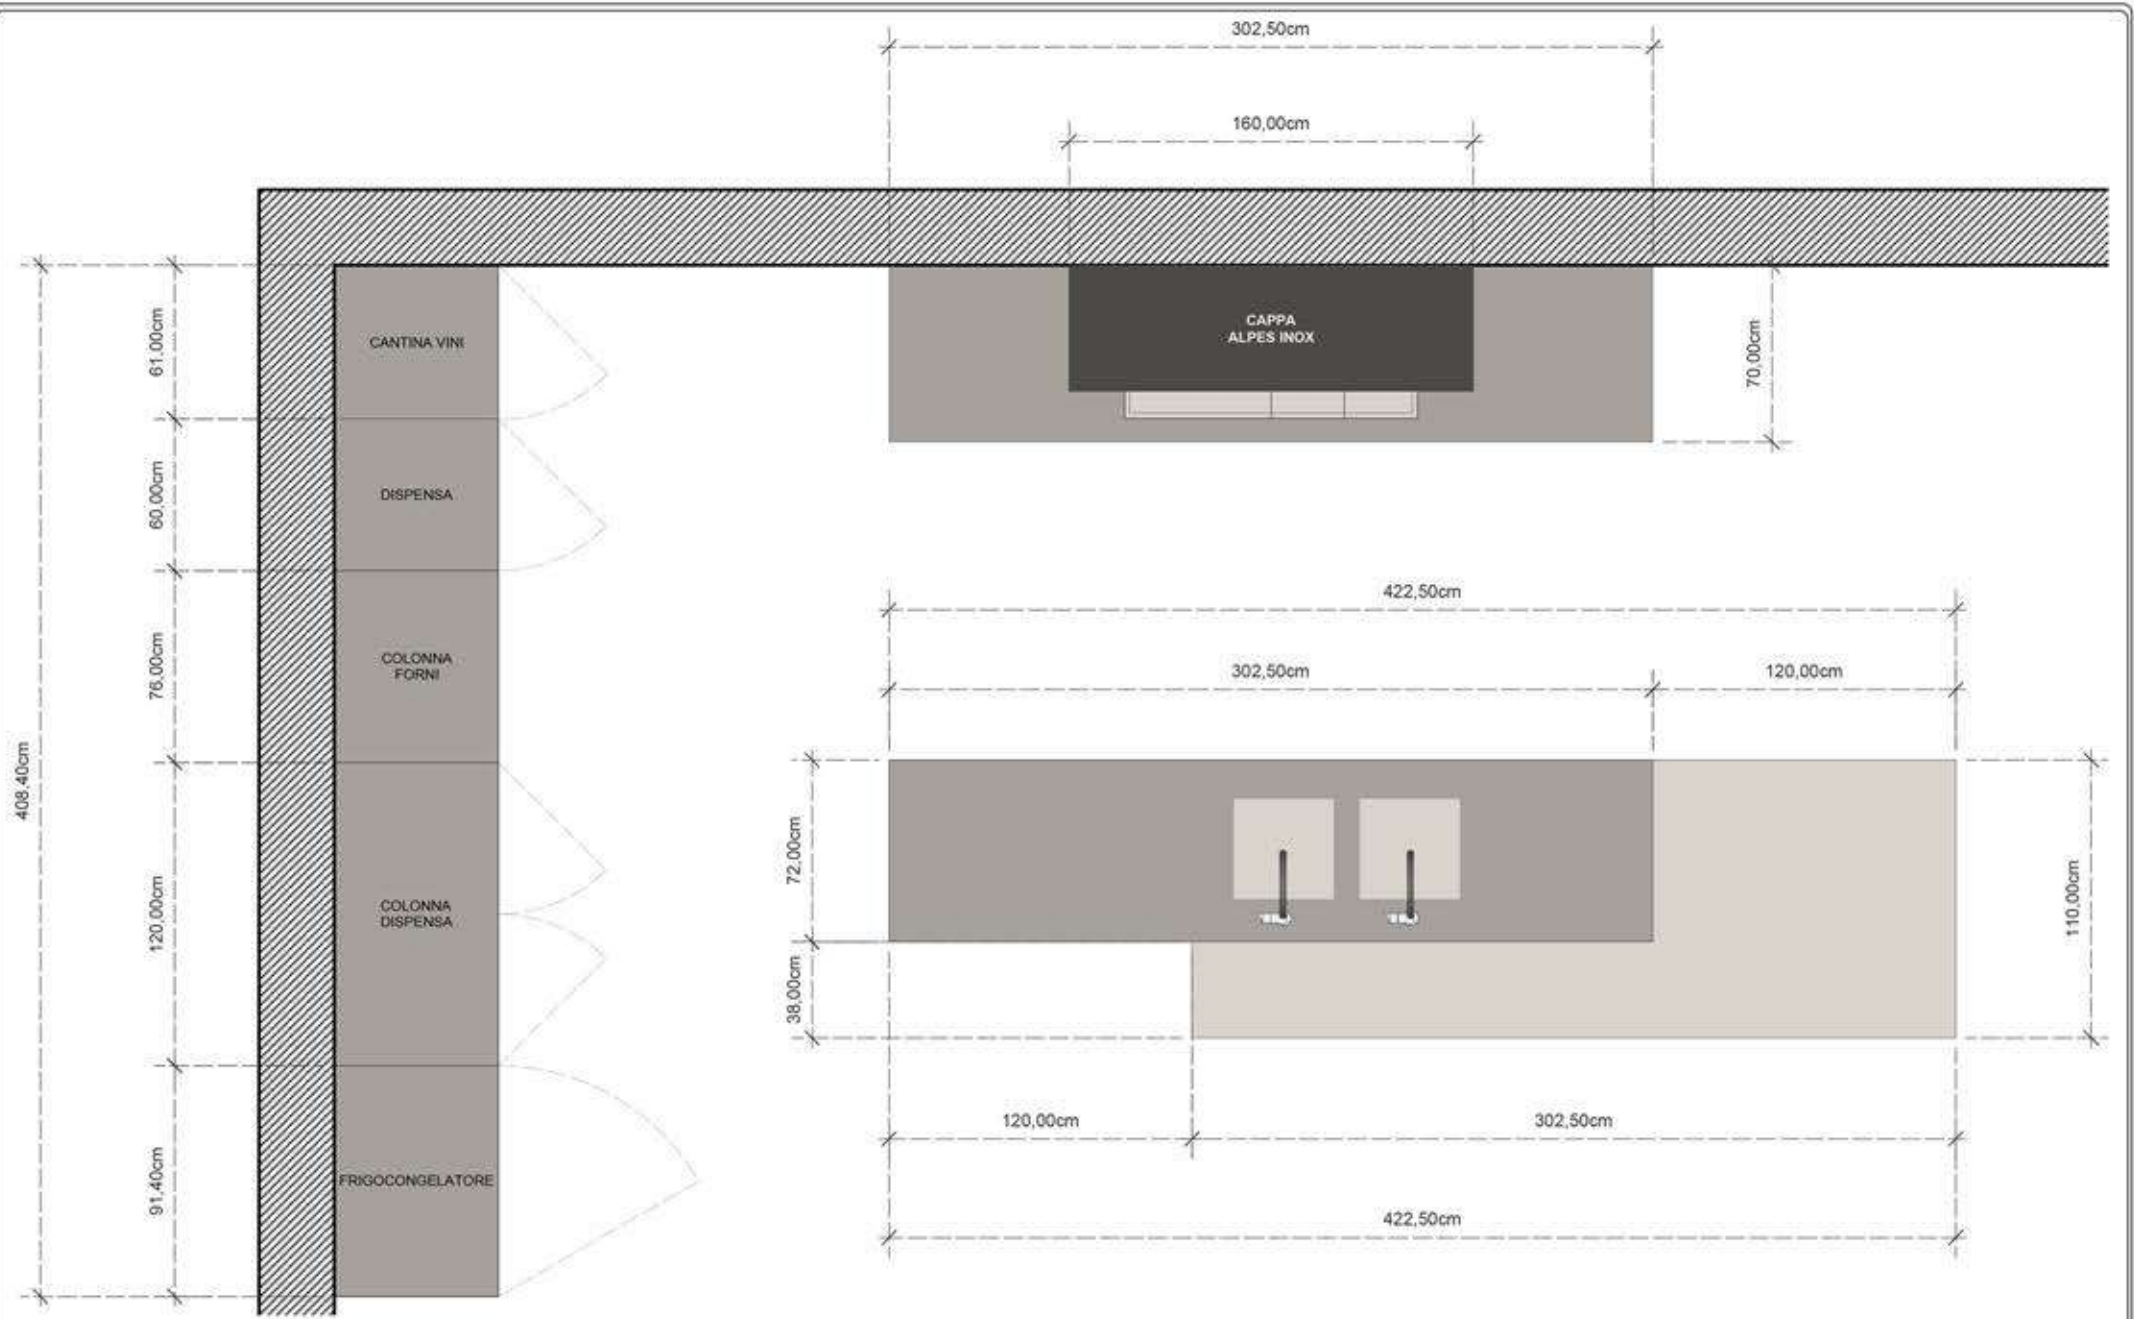 302,50cm
160,00cm
CAPPA
ALPES INOX
70,00cm
CANTINA VINI
61,00cm
DISPENSA
60,00cm
COLONNA
FORNI
76,00cm
408,40cm
COLONNA
DISPENSA
120,00cm
FRIGOCONGELATORE
91,40cm
422,50cm
302,50cm
120,00cm
72,00cm
38,00cm
110,00cm
120,00cm
302,50cm
422,50cm